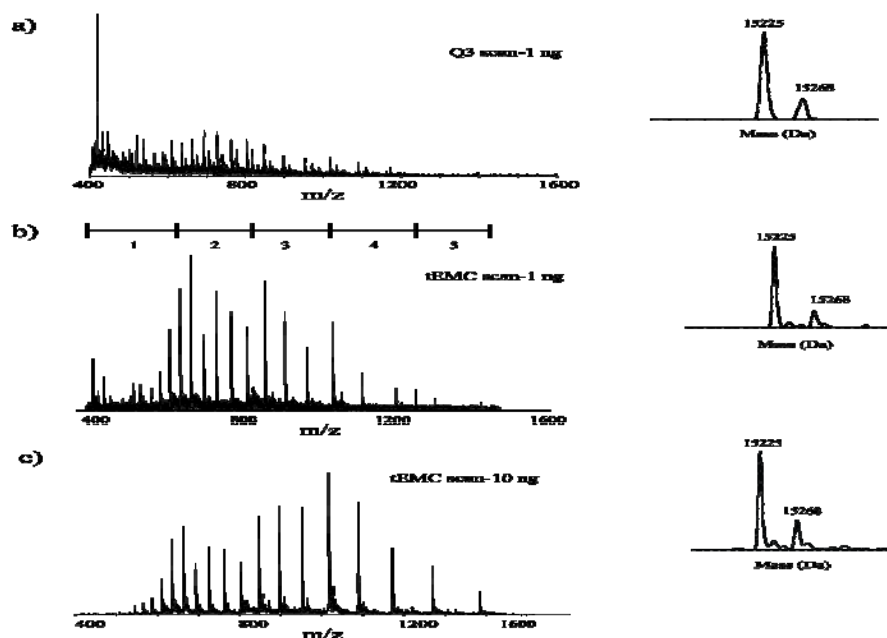 a)
Q3 scan-1 ng
400 800 1200 1600
m/z
15225
15268
Mass (Da)
b)
1 2 3 4 5
tEMC scan-1 ng
400 800 1200 1600
m/z
15225
15268
Mass (Da)
c)
tEMC scan-10 ng
400 800 1200 1600
m/z
15225
15268
Mass (Da)